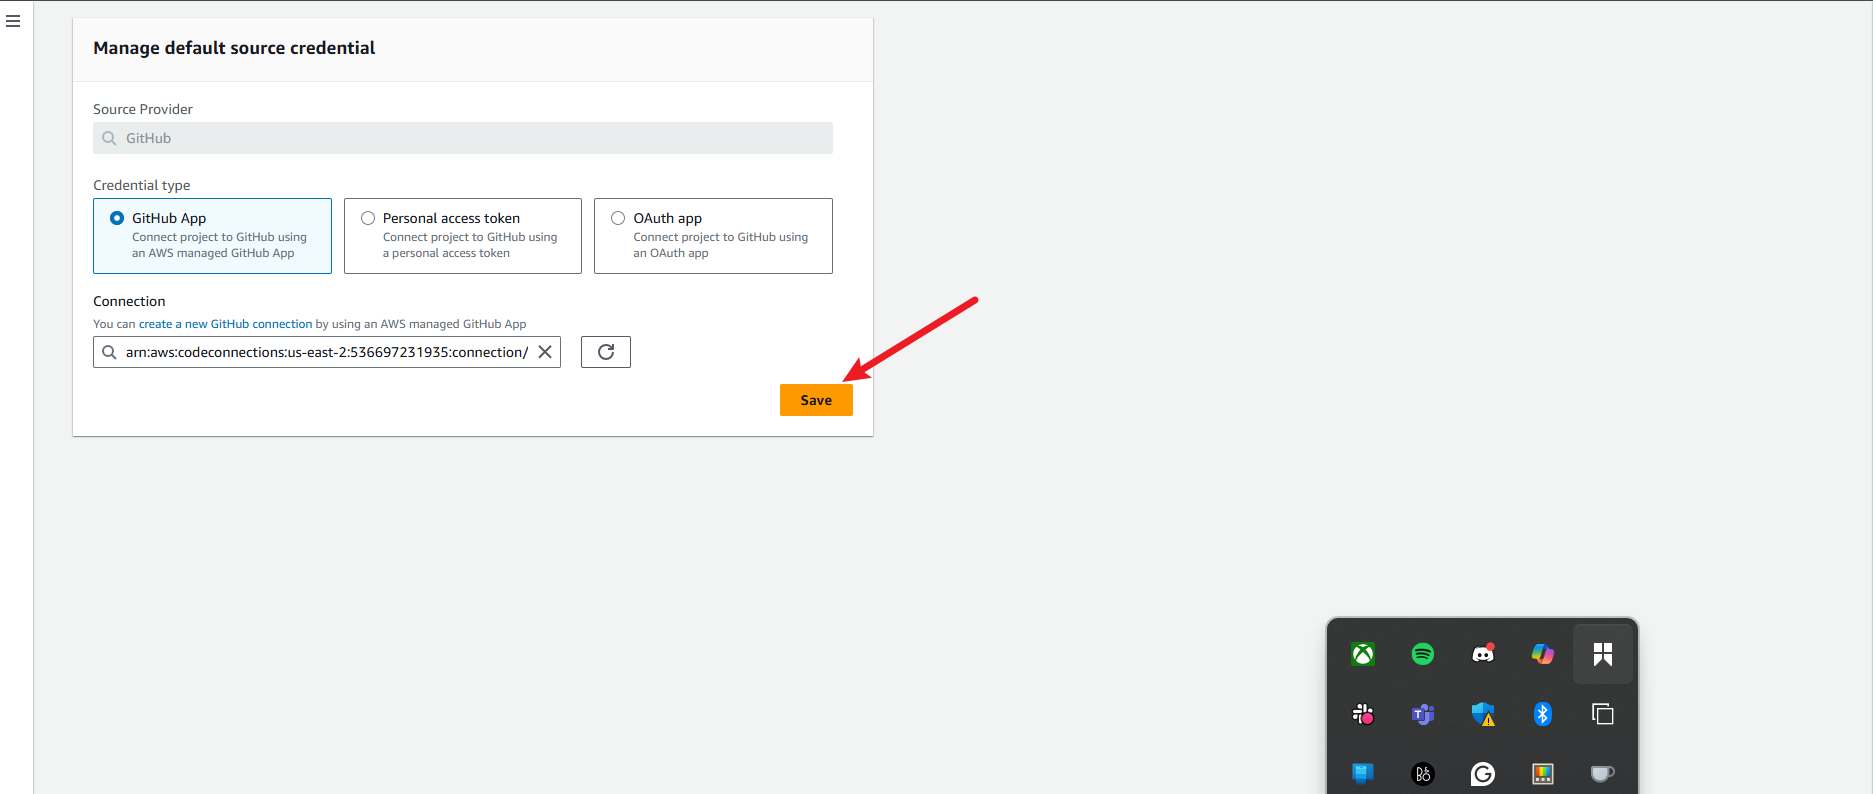 Manage default source credential
Source Provider
GitHub
Credential type
GitHub App
Connect project to GitHub using
an AWS managed GitHub App
Personal access token
Connect project to GitHub using
a personal access token
OAuth app
Connect project to GitHub using
an OAuth app
Connection
You can create a new GitHub connection by using an AWS managed GitHub App
arn:aws:codeconnections:us-east-2:536697231935:connection/
Save